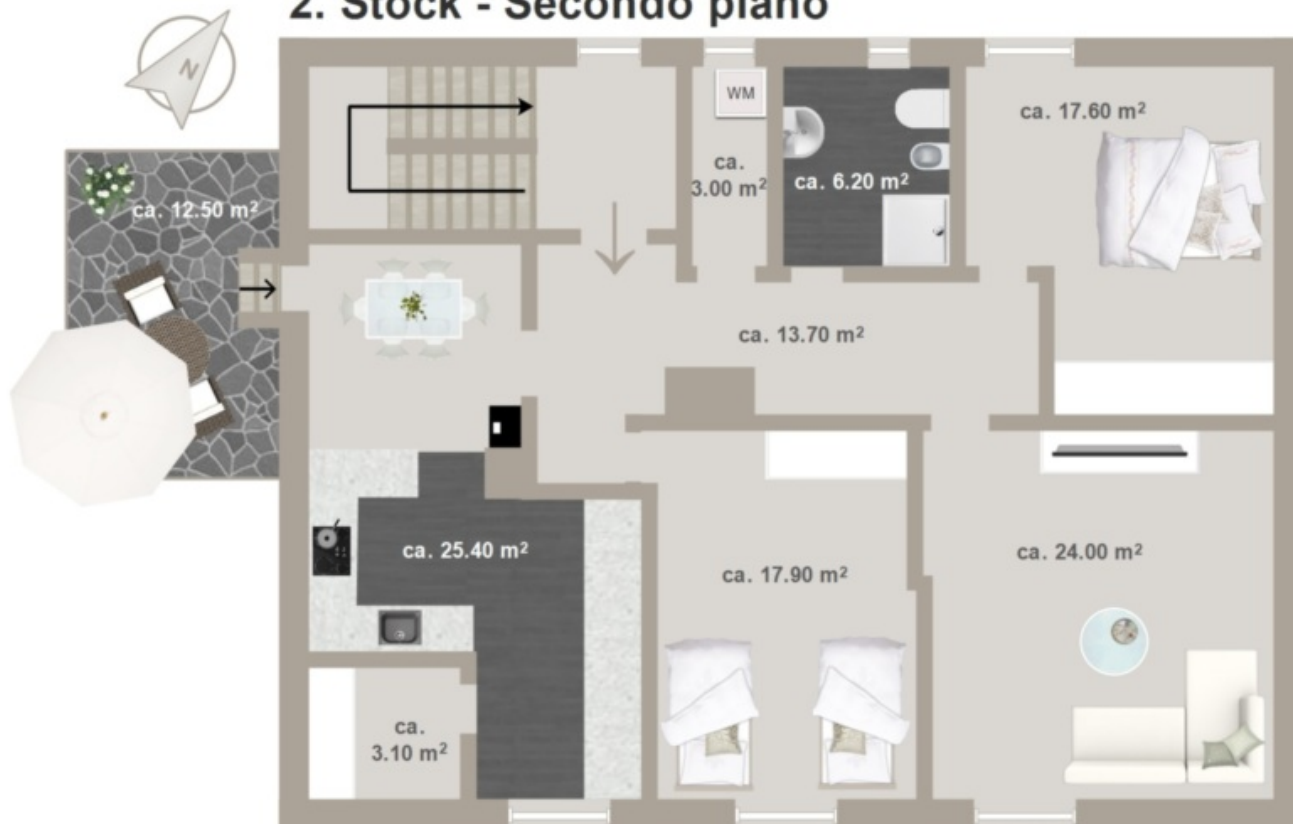 2. Stock - Secondo piano
N
WM
ca. 17.60 m²
ca.
3.00 m²
ca. 6.20 m²
ca. 12.50 m²
ca. 13.70 m²
ca. 25.40 m²
ca. 17.90 m²
ca. 24.00 m²
ca.
3.10 m²